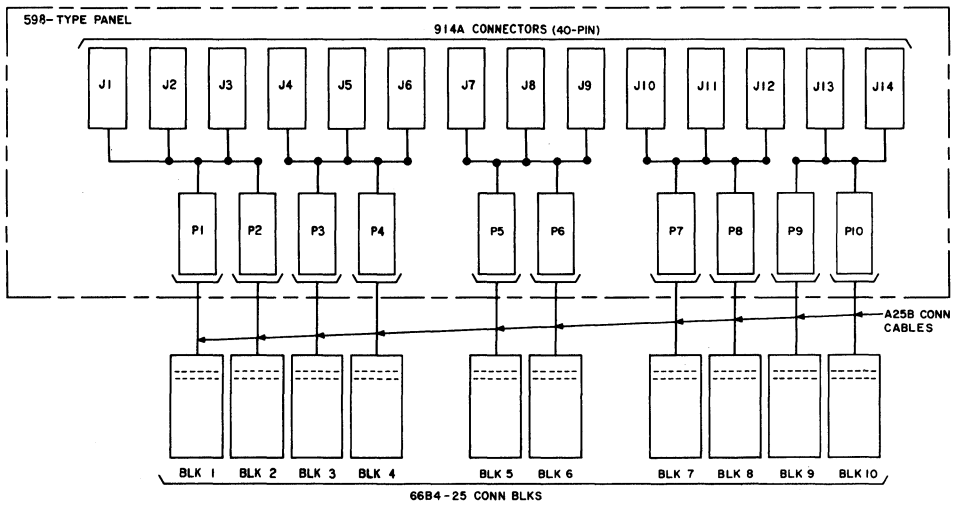 598-TYPE PANEL
914A CONNECTORS (40-PIN)
J1 J2 J3 J4 J5 J6 J7 J8 J9 J10 J11 J12 J13 J14
P1 P2 P3 P4 P5 P6 P7 P8 P9 P10
A25B CONN
CABLES
BLK 1 BLK 2 BLK 3 BLK 4 BLK 5 BLK 6 BLK 7 BLK 8 BLK 9 BLK 10
66B4-25 CONN BLKS